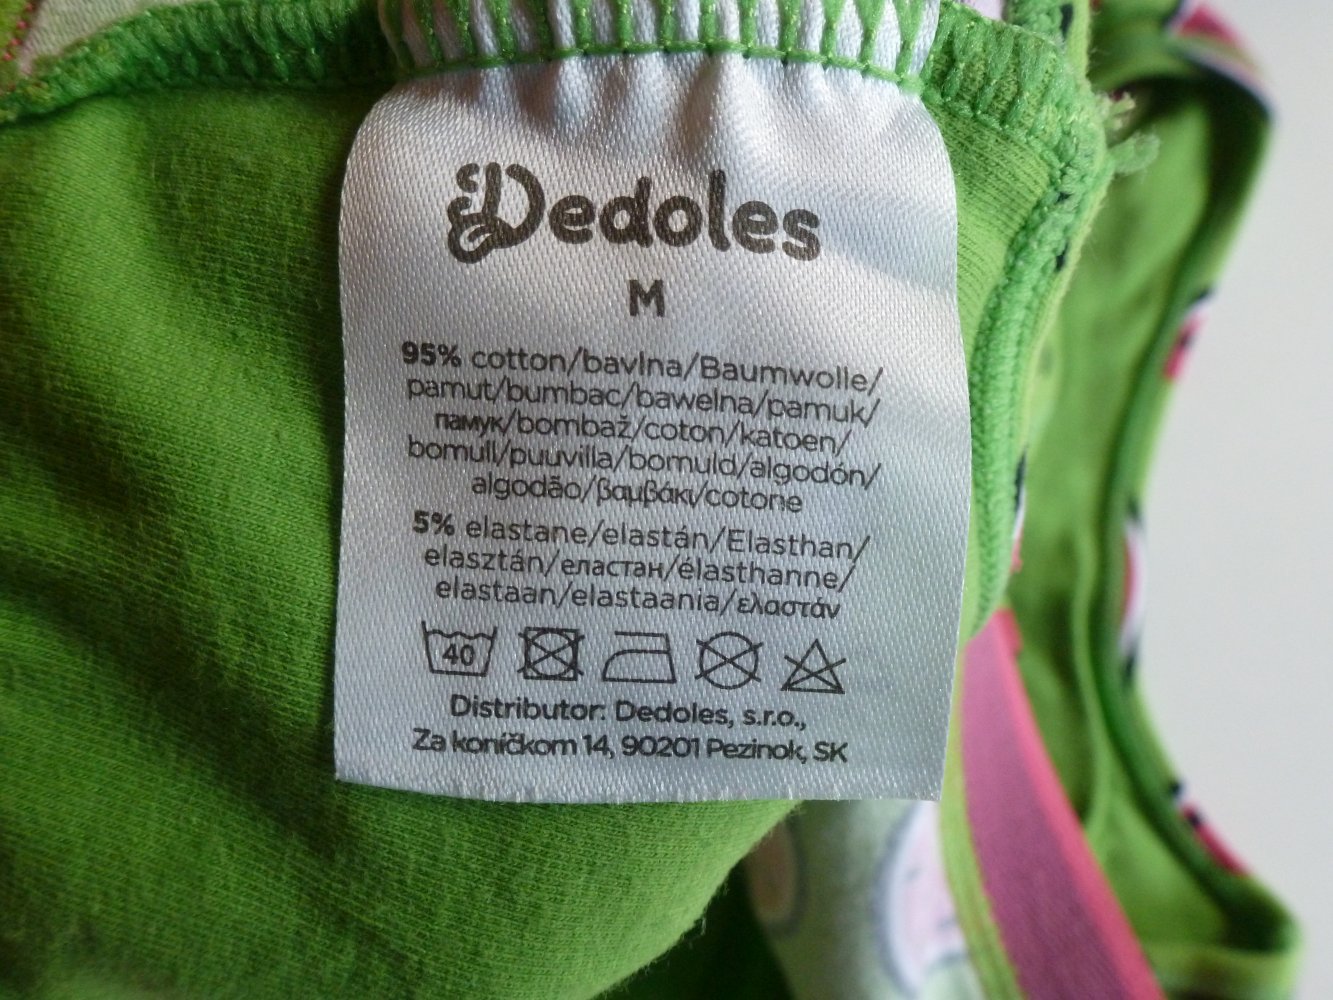 Dedoles
M
95% cotton/bavlna/Baumwolle/
pamut/bumbac/bawełna/pamuk/
памук/bombaž/coton/katoen/
bomull/puuvilla/bomuld/algodón/
algodão/βαμβάκι/cotone
5% elastane/elastán/Elasthan/
elasztán/еластан/élasthanne/
elastaan/elastaania/ελαστάν
40
Distributor: Dedoles, s.r.o.,
Za koníčkom 14, 90201 Pezinok, SK